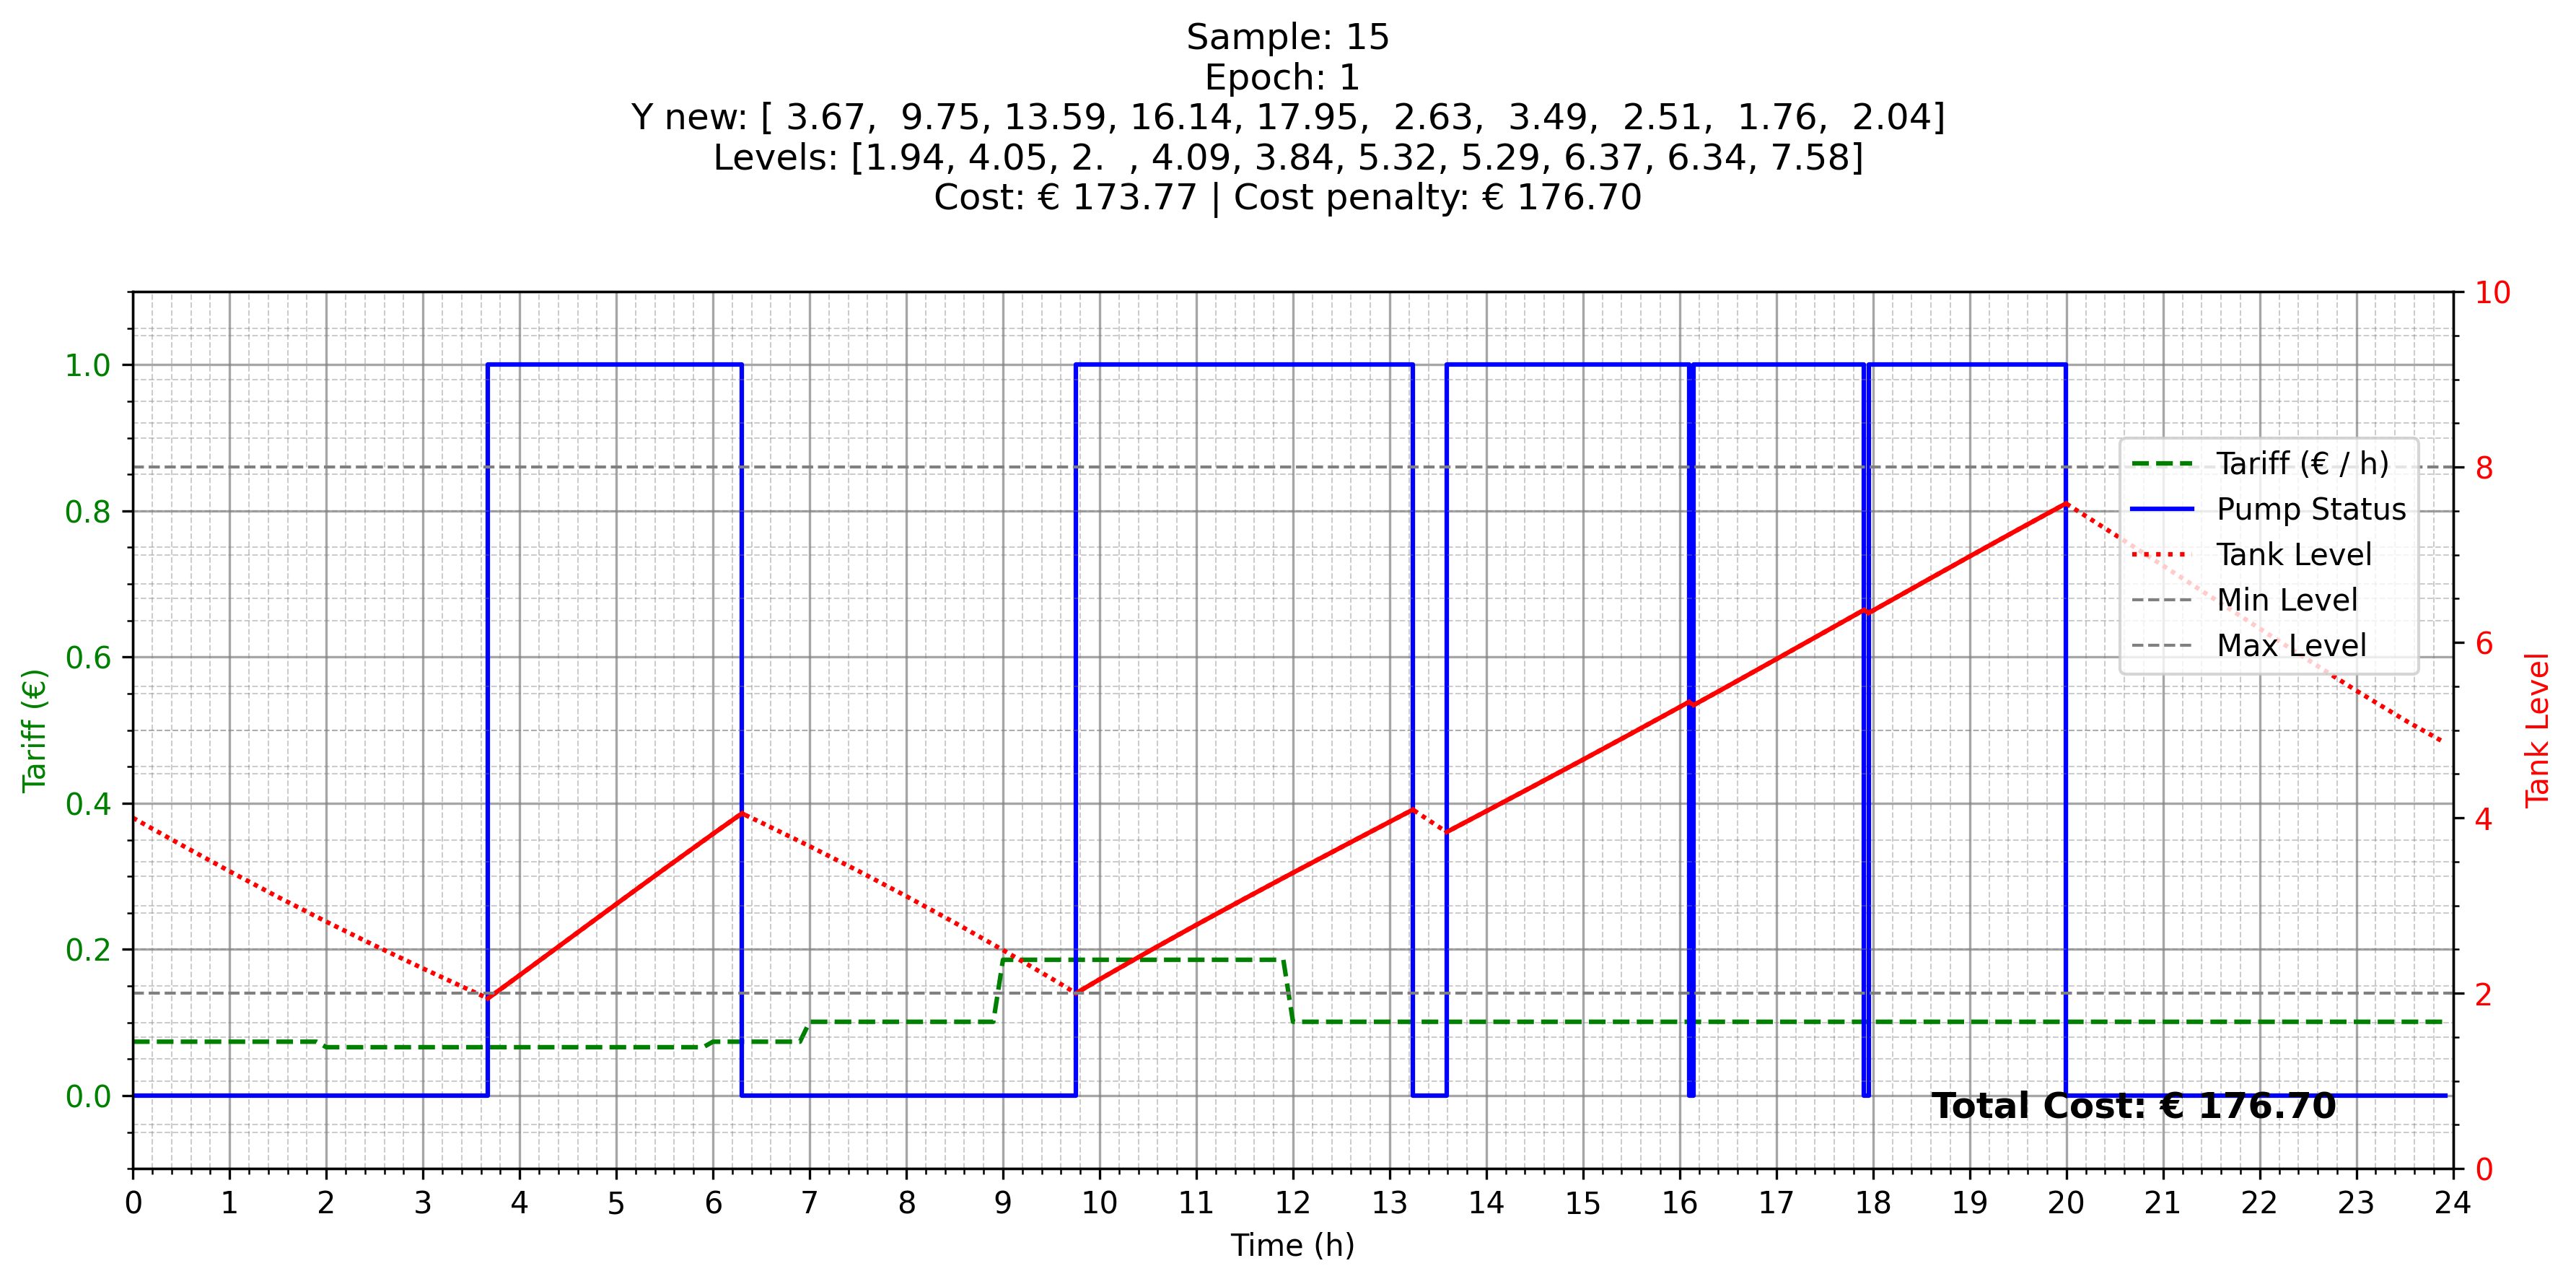 Sample: 15
Epoch: 1
Y new: [ 3.67,  9.75, 13.59, 16.14, 17.95,  2.63,  3.49,  2.51,  1.76,  2.04]
Levels: [1.94, 4.05, 2.  , 4.09, 3.84, 5.32, 5.29, 6.37, 6.34, 7.58]
Cost: € 173.77 | Cost penalty: € 176.70
Tariff (€)
1.0
0.8
0.6
0.4
0.2
0.0
10
8
6
4
2
0
Tank Level
Tariff (€ / h)
Pump Status
Tank Level
Min Level
Max Level
Total Cost: € 176.70
0 1 2 3 4 5 6 7 8 9 10 11 12 13 14 15 16 17 18 19 20 21 22 23 24
Time (h)